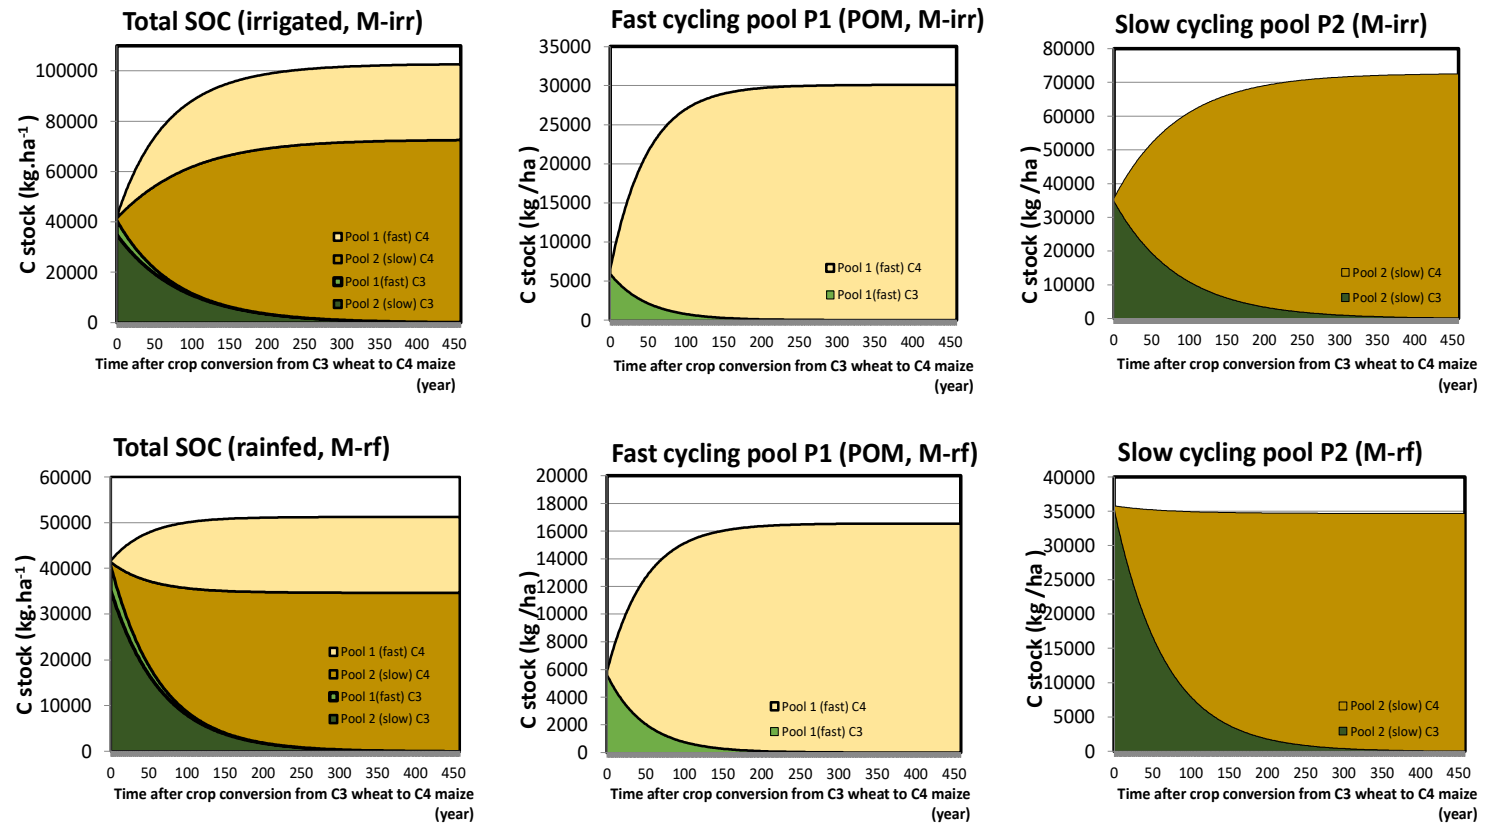 Total SOC (irrigated, M-irr)
C stock (kg.ha⁻¹ )
100000
80000
60000
40000
20000
0
Pool 1 (fast) C4
Pool 2 (slow) C4
Pool 1(fast) C3
Pool 2 (slow) C3
0 50 100 150 200 250 300 350 400 450
Time after crop conversion from C3 wheat to C4 maize
(year)
Fast cycling pool P1 (POM, M-irr)
C stock (kg /ha )
35000
30000
25000
20000
15000
10000
5000
0
Pool 1 (fast) C4
Pool 1(fast) C3
0 50 100 150 200 250 300 350 400 450
Time after crop conversion from C3 wheat to C4 maize
(year)
Slow cycling pool P2 (M-irr)
C stock (kg /ha )
80000
70000
60000
50000
40000
30000
20000
10000
0
Pool 2 (slow) C4
Pool 2 (slow) C3
0 50 100 150 200 250 300 350 400 450
Time after crop conversion from C3 wheat to C4 maize
(year)
Total SOC (rainfed, M-rf)
C stock (kg.ha⁻¹ )
60000
50000
40000
30000
20000
10000
0
Pool 1 (fast) C4
Pool 2 (slow) C4
Pool 1(fast) C3
Pool 2 (slow) C3
0 50 100 150 200 250 300 350 400 450
Time after crop conversion from C3 wheat to C4 maize
(year)
Fast cycling pool P1 (POM, M-rf)
C stock (kg /ha )
20000
18000
16000
14000
12000
10000
8000
6000
4000
2000
0
Pool 1 (fast) C4
Pool 1(fast) C3
0 50 100 150 200 250 300 350 400 450
Time after crop conversion from C3 wheat to C4 maize
(year)
Slow cycling pool P2 (M-rf)
C stock (kg /ha )
40000
35000
30000
25000
20000
15000
10000
5000
0
Pool 2 (slow) C4
Pool 2 (slow) C3
0 50 100 150 200 250 300 350 400 450
Time after crop conversion from C3 wheat to C4 maize
(year)